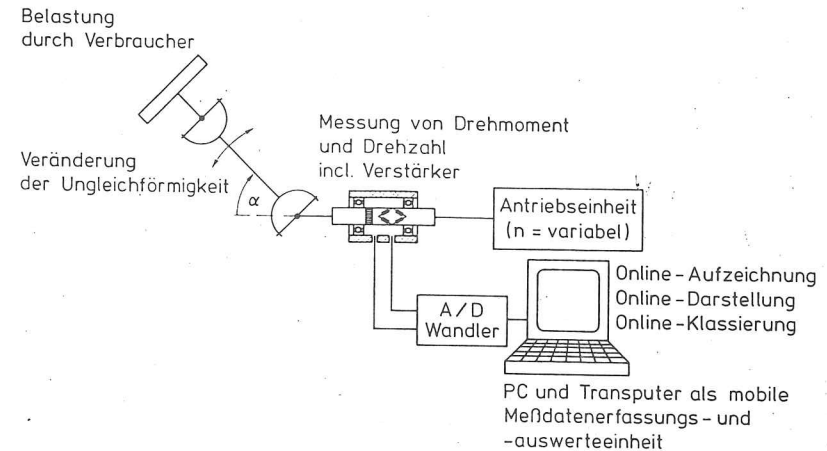 Belastung
durch Verbraucher
Messung von Drehmoment
und Drehzahl
incl. Verstärker
Veränderung
der Ungleichförmigkeit
α
Antriebseinheit
(n = variabel)
A/D
Wandler
Online-Aufzeichnung
Online-Darstellung
Online-Klassierung
PC und Transputer als mobile
Meßdatenerfassungs- und
-auswerteeinheit